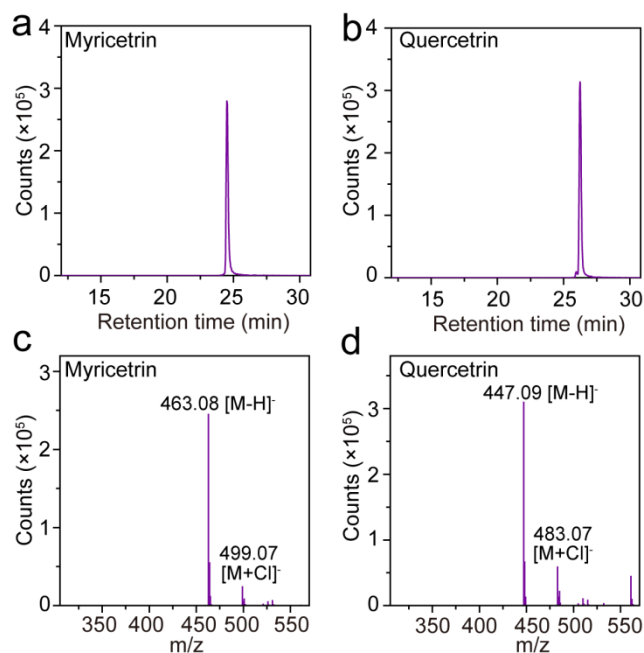 a
Myricetrin
Counts (×10⁵)
4
3
2
1
0
15 20 25 30
Retention time (min)
b
Quercetrin
Counts (×10⁵)
4
3
2
1
0
15 20 25 30
Retention time (min)
c
Myricetrin
463.08 [M-H]⁻
499.07
[M+Cl]⁻
Counts (×10⁵)
3
2
1
0
350 400 450 500 550
m/z
d
Quercetrin
447.09 [M-H]⁻
483.07
[M+Cl]⁻
Counts (×10⁵)
3
2
1
0
350 400 450 500 550
m/z